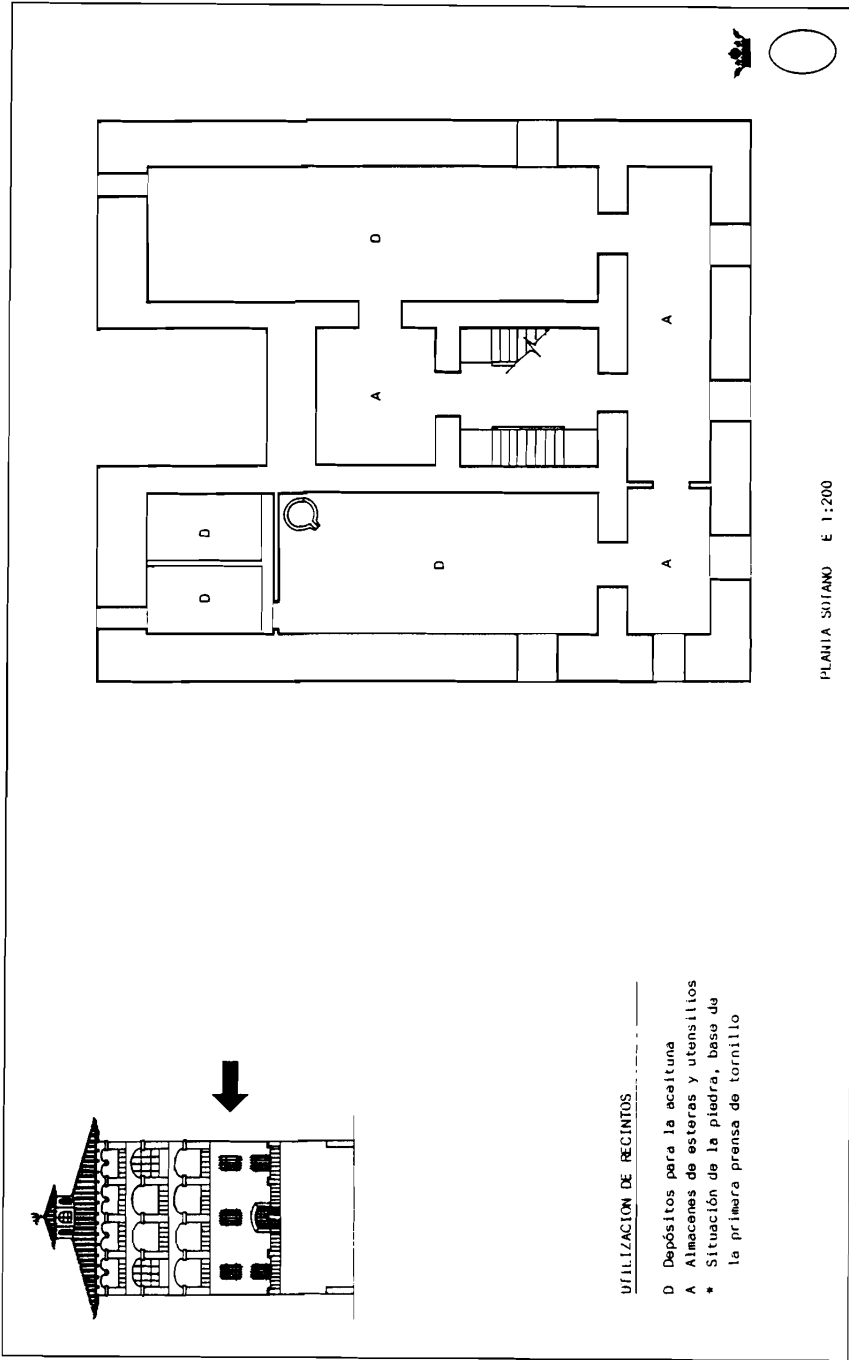 D
D
D
D
A
A
A
PLANTA SOTANO E 1:200
UTILIZACION DE RECINTOS
D Depósitos para la aceituna
A Almacenes de esteras y utensilios
* Situación de la piedra, base de
la primera prensa de tornillo